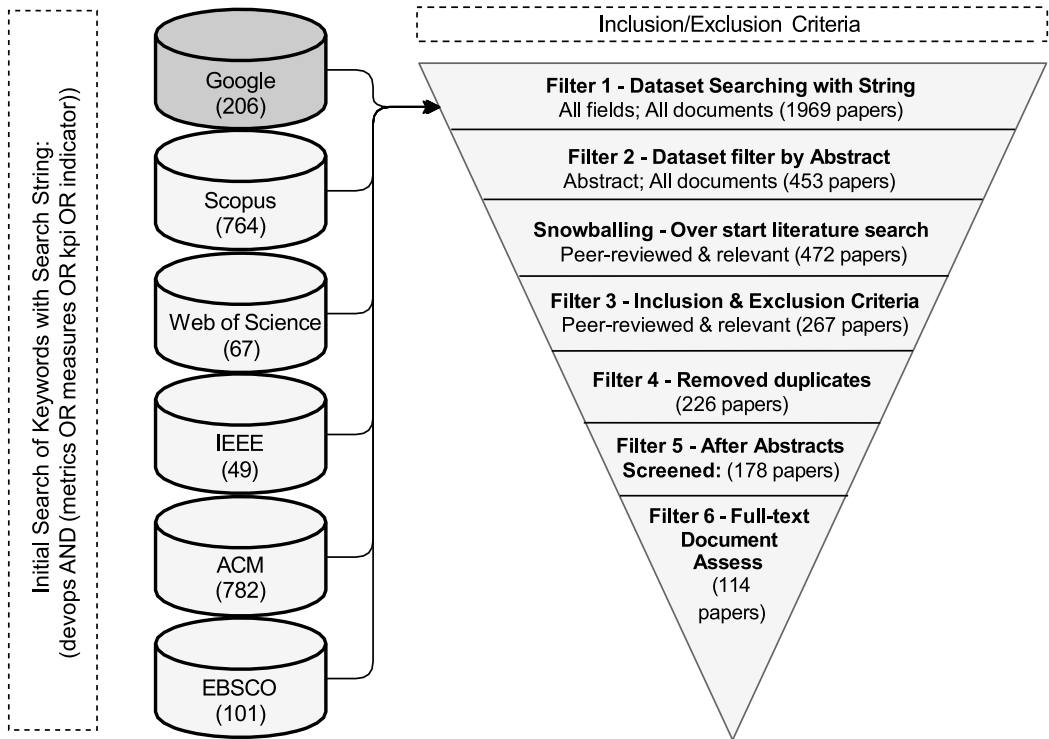 Initial Search of Keywords with Search String:
(devops AND (metrics OR measures OR kpi OR indicator))
Google
(206)
Scopus
(764)
Web of Science
(67)
IEEE
(49)
ACM
(782)
EBSCO
(101)
Inclusion/Exclusion Criteria
Filter 1 - Dataset Searching with String
All fields; All documents (1969 papers)
Filter 2 - Dataset filter by Abstract
Abstract; All documents (453 papers)
Snowballing - Over start literature search
Peer-reviewed & relevant (472 papers)
Filter 3 - Inclusion & Exclusion Criteria
Peer-reviewed & relevant (267 papers)
Filter 4 - Removed duplicates
(226 papers)
Filter 5 - After Abstracts
Screened: (178 papers)
Filter 6 - Full-text
Document
Assess
(114
papers)